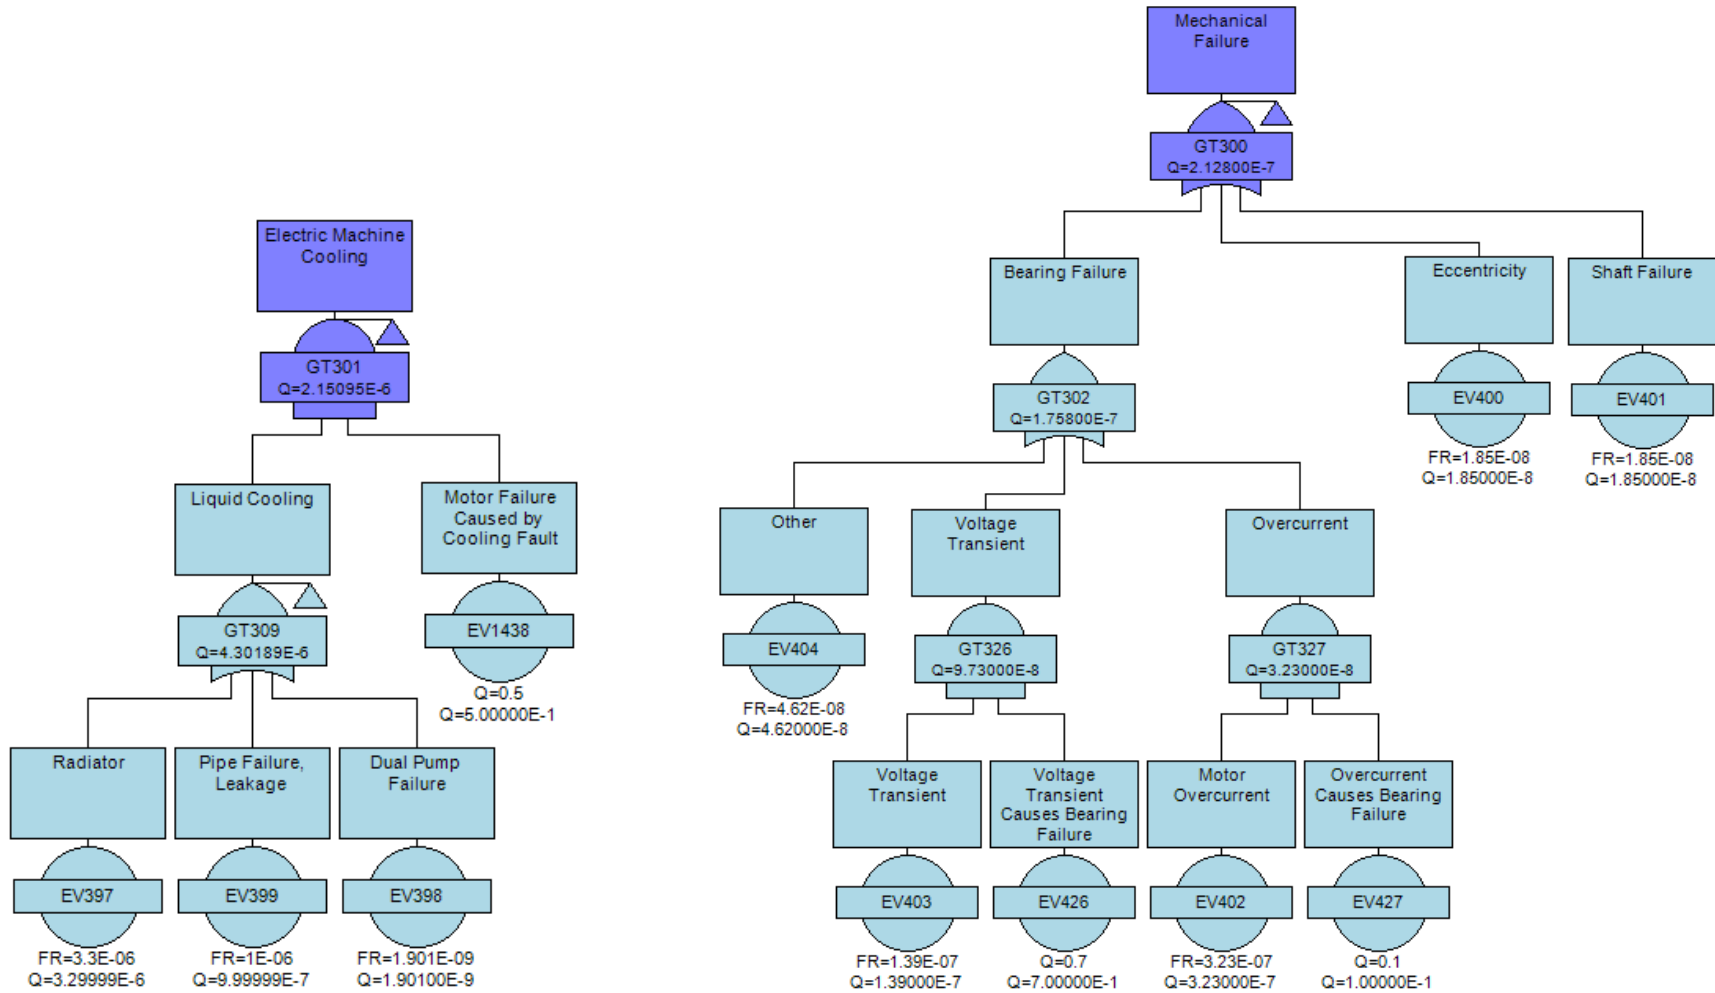 Mechanical
Failure
GT300
Q=2.12800E-7
Electric Machine
Cooling
GT301
Q=2.15095E-6
Liquid Cooling
GT309
Q=4.30189E-6
Motor Failure
Caused by
Cooling Fault
EV1438
Q=0.5
Q=5.00000E-1
Radiator
EV397
FR=3.3E-06
Q=3.29999E-6
Pipe Failure,
Leakage
EV399
FR=1E-06
Q=9.99999E-7
Dual Pump
Failure
EV398
FR=1.901E-09
Q=1.90100E-9
Bearing Failure
GT302
Q=1.75800E-7
Eccentricity
EV400
FR=1.85E-08
Q=1.85000E-8
Shaft Failure
EV401
FR=1.85E-08
Q=1.85000E-8
Other
EV404
FR=4.62E-08
Q=4.62000E-8
Voltage
Transient
GT326
Q=9.73000E-8
Overcurrent
GT327
Q=3.23000E-8
Voltage
Transient
EV403
FR=1.39E-07
Q=1.39000E-7
Voltage
Transient
Causes Bearing
Failure
EV426
Q=0.7
Q=7.00000E-1
Motor
Overcurrent
EV402
FR=3.23E-07
Q=3.23000E-7
Overcurrent
Causes Bearing
Failure
EV427
Q=0.1
Q=1.00000E-1